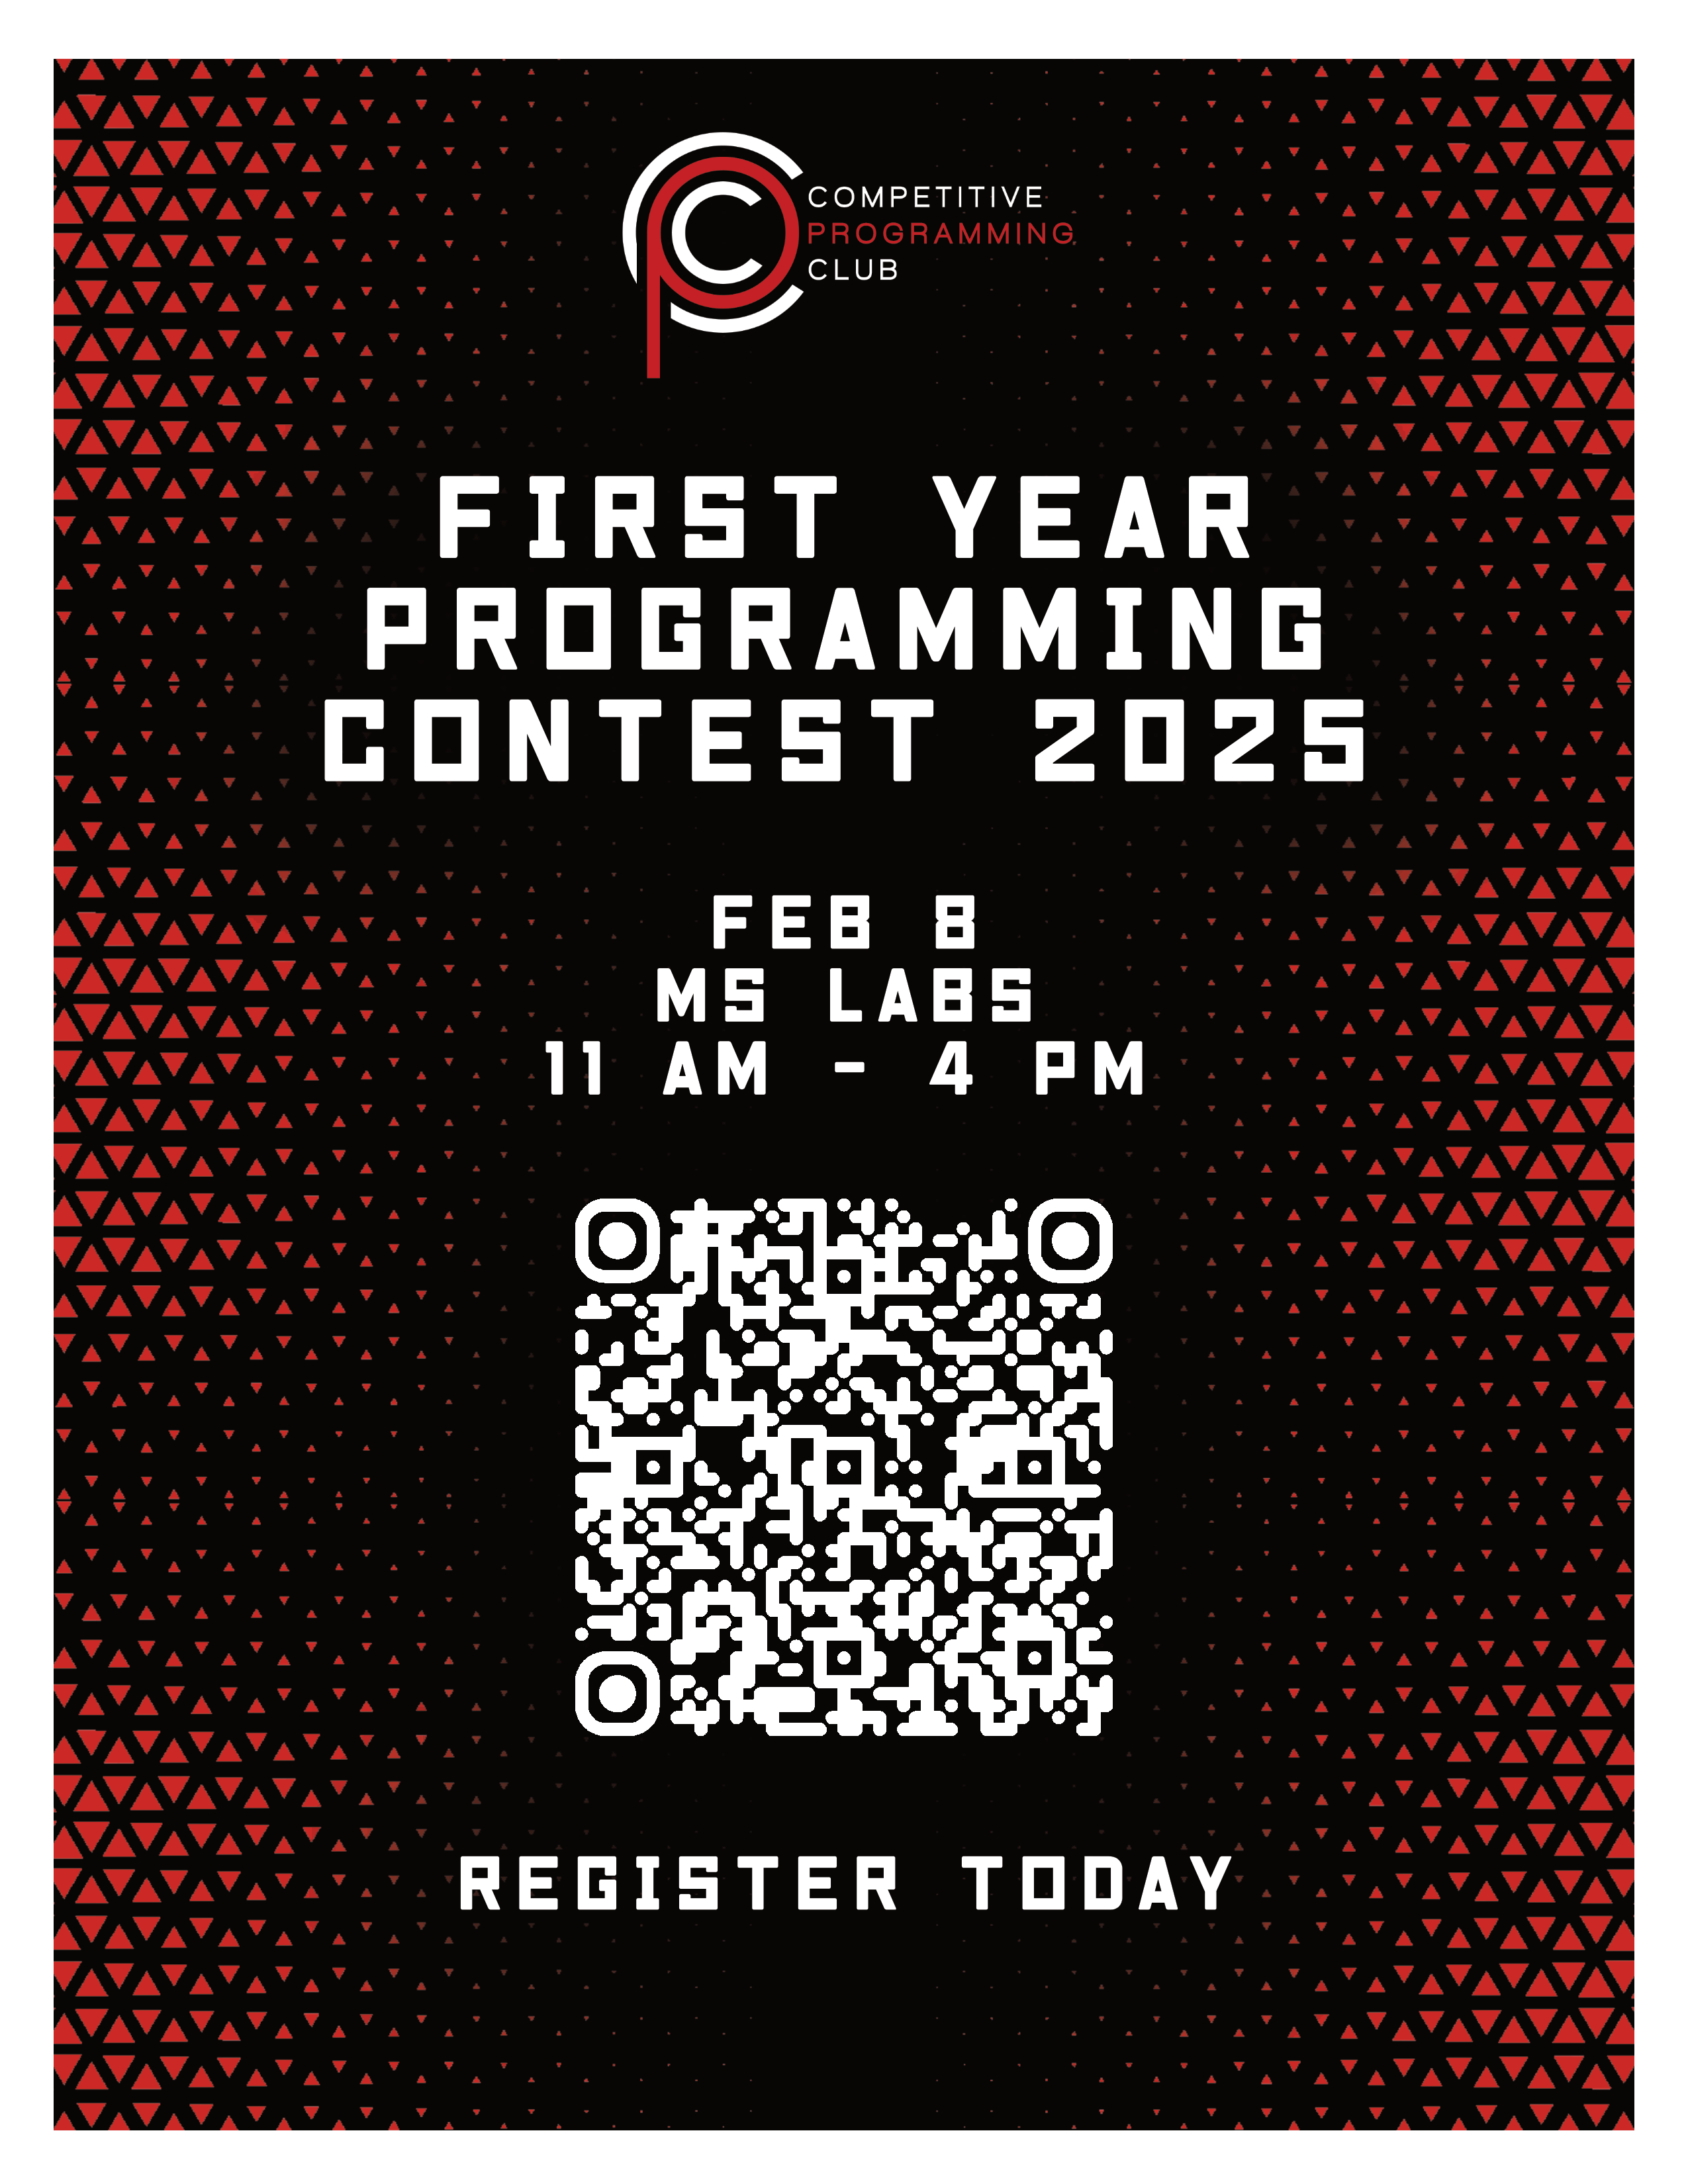 COMPETITIVE
PROGRAMMING
CLUB
FIRST YEAR
PROGRAMMING
CONTEST 2025
FEB 8
MS LABS
11 AM - 4 PM
REGISTER TODAY